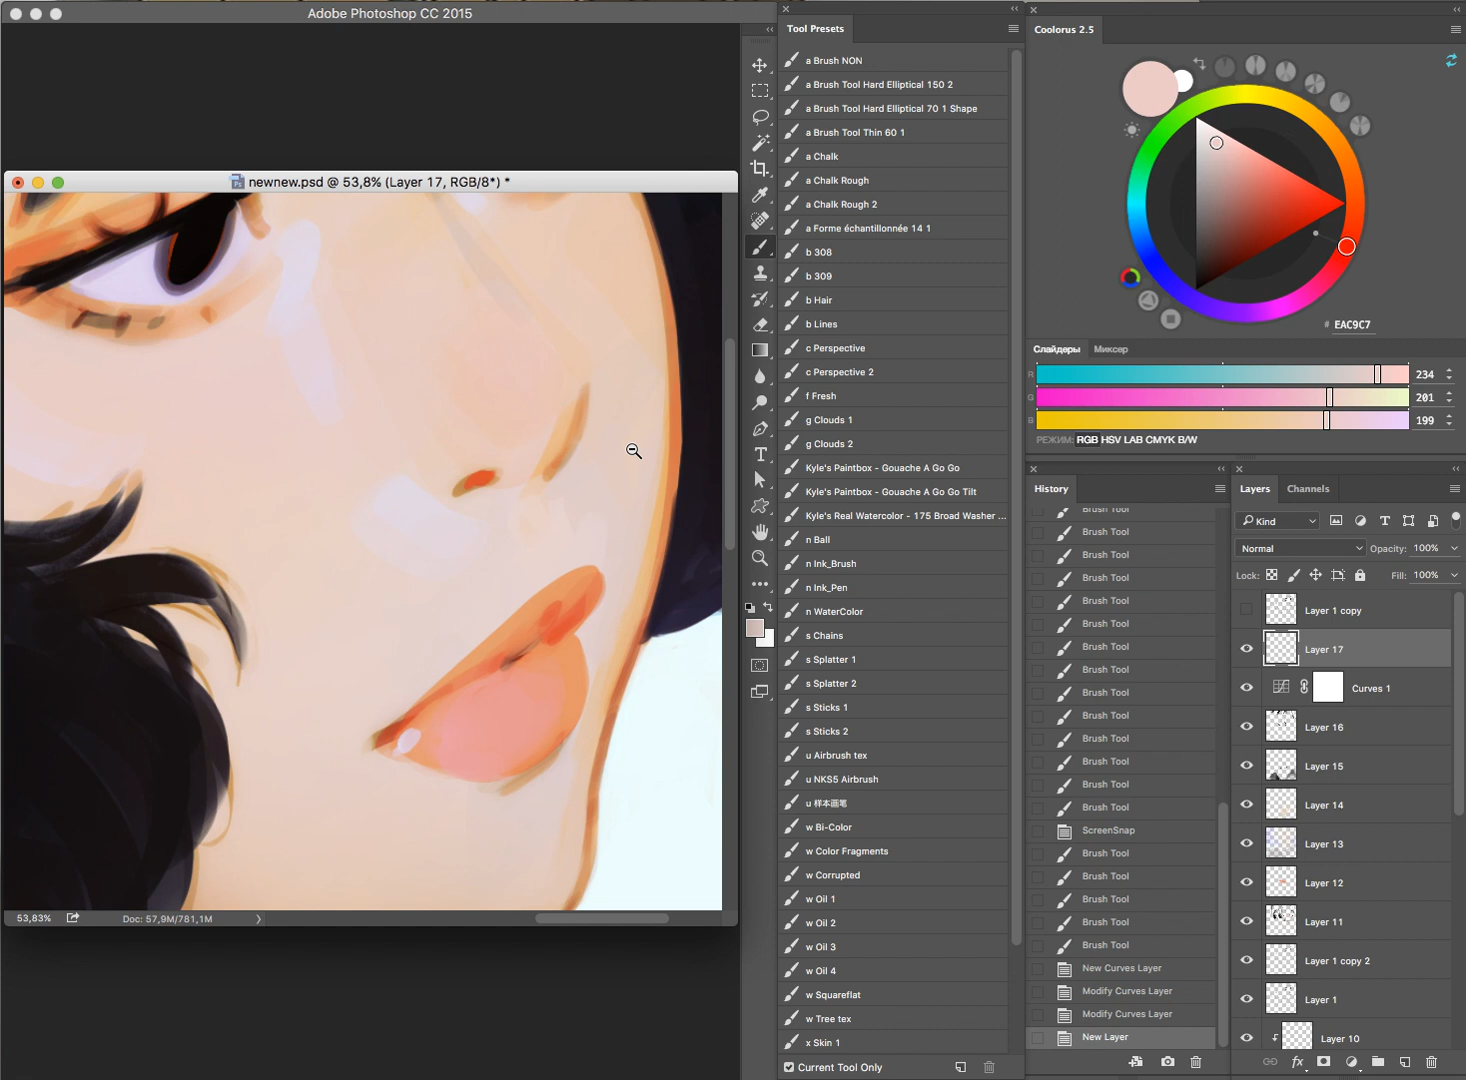 Adobe Photoshop CC 2015
newnew.psd @ 53,8% (Layer 17, RGB/8*) *
53,83%
Doc: 57,9M/781,1M
Tool Presets
a Brush NON
a Brush Tool Hard Elliptical 150 2
a Brush Tool Hard Elliptical 70 1 Shape
a Brush Tool Thin 60 1
a Chalk
a Chalk Rough
a Chalk Rough 2
a Forme échantillonnée 14 1
b 308
b 309
b Hair
b Lines
c Perspective
c Perspective 2
f Fresh
g Clouds 1
g Clouds 2
Kyle's Paintbox - Gouache A Go Go
Kyle's Paintbox - Gouache A Go Go Tilt
Kyle's Real Watercolor - 175 Broad Washer ...
n Ball
n Ink_Brush
n Ink_Pen
n WaterColor
s Chains
s Splatter 1
s Splatter 2
s Sticks 1
s Sticks 2
u Airbrush tex
u NKS5 Airbrush
u 样本画笔
w Bi-Color
w Color Fragments
w Corrupted
w Oil 1
w Oil 2
w Oil 3
w Oil 4
w Squareflat
w Tree tex
x Skin 1
Current Tool Only
Coolorus 2.5
# EAC9C7
Слайдеры Миксер
R 234
G 201
B 199
РЕЖИМ: RGB HSV LAB CMYK B/W
History
Brush Tool
Brush Tool
Brush Tool
Brush Tool
Brush Tool
Brush Tool
Brush Tool
Brush Tool
Brush Tool
Brush Tool
Brush Tool
Brush Tool
Brush Tool
Brush Tool
ScreenSnap
Brush Tool
Brush Tool
Brush Tool
Brush Tool
Brush Tool
New Curves Layer
Modify Curves Layer
Modify Curves Layer
New Layer
Layers Channels
Kind
Normal Opacity: 100%
Lock: Fill: 100%
Layer 1 copy
Layer 17
Curves 1
Layer 16
Layer 15
Layer 14
Layer 13
Layer 12
Layer 11
Layer 1 copy 2
Layer 1
Layer 10
fx